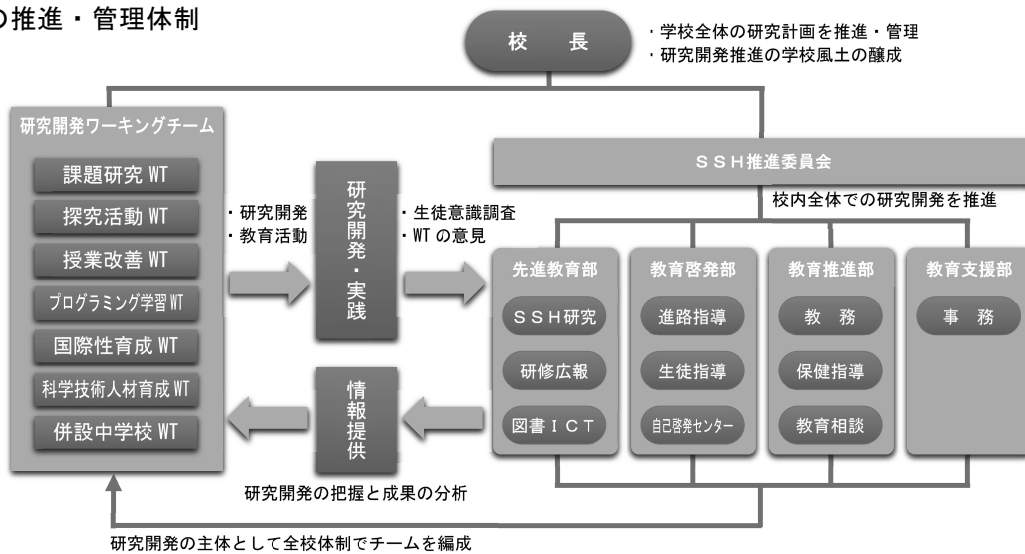 の推進・管理体制
校　長
・学校全体の研究計画を推進・管理
・研究開発推進の学校風土の醸成
研究開発ワーキングチーム
課題研究 WT
探究活動 WT
授業改善 WT
プログラミング学習 WT
国際性育成 WT
科学技術人材育成 WT
併設中学校 WT
・研究開発
・教育活動
研究開発・実践
・生徒意識調査
・WT の意見
情報提供
研究開発の把握と成果の分析
ＳＳＨ推進委員会
校内全体での研究開発を推進
先進教育部
ＳＳＨ研究
研修広報
図書ＩＣＴ
教育啓発部
進路指導
生徒指導
自己啓発センター
教育推進部
教　務
保健指導
教育相談
教育支援部
事　務
研究開発の主体として全校体制でチームを編成